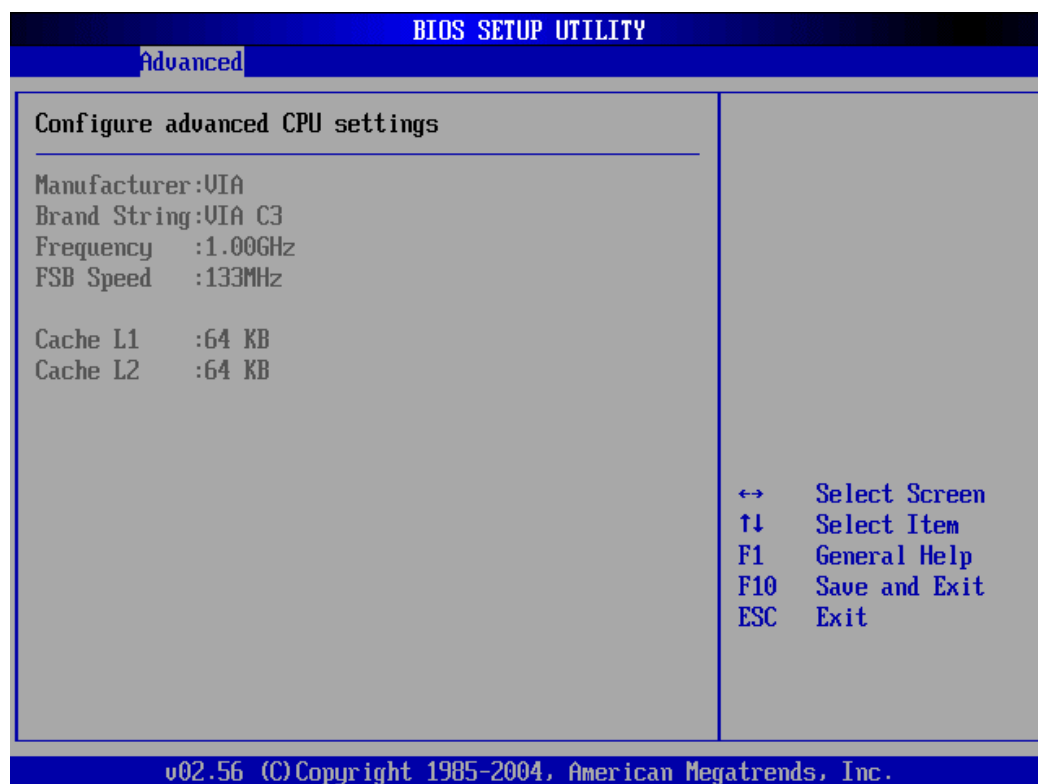 BIOS SETUP UTILITY
Advanced
Configure advanced CPU settings
Manufacturer:VIA
Brand String:VIA C3
Frequency :1.00GHz
FSB Speed :133MHz
Cache L1 :64 KB
Cache L2 :64 KB
←→ Select Screen
↑↓ Select Item
F1 General Help
F10 Save and Exit
ESC Exit
v02.56 (C)Copyright 1985-2004, American Megatrends, Inc.